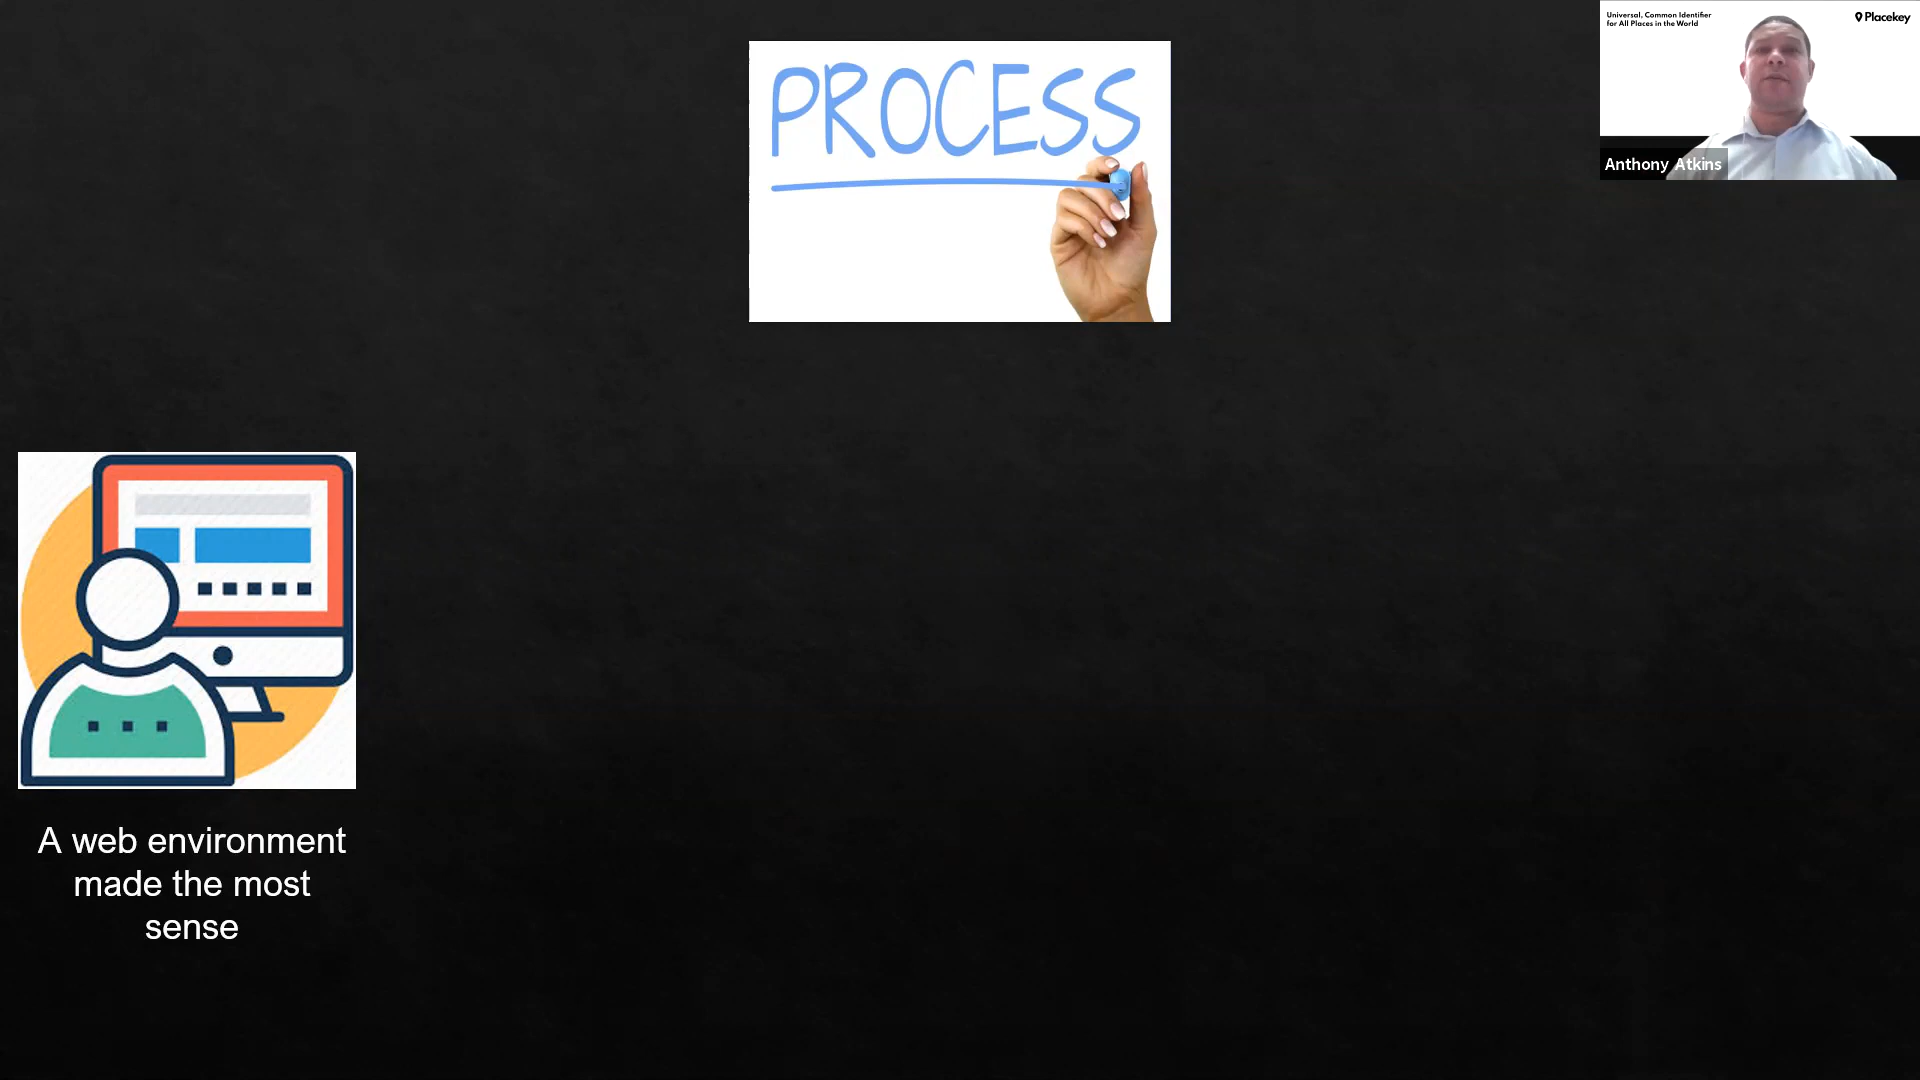 Universal, Common Identifier
for All Places in the World
Placekey
PROCESS
Anthony Atkins
A web environment
made the most
sense